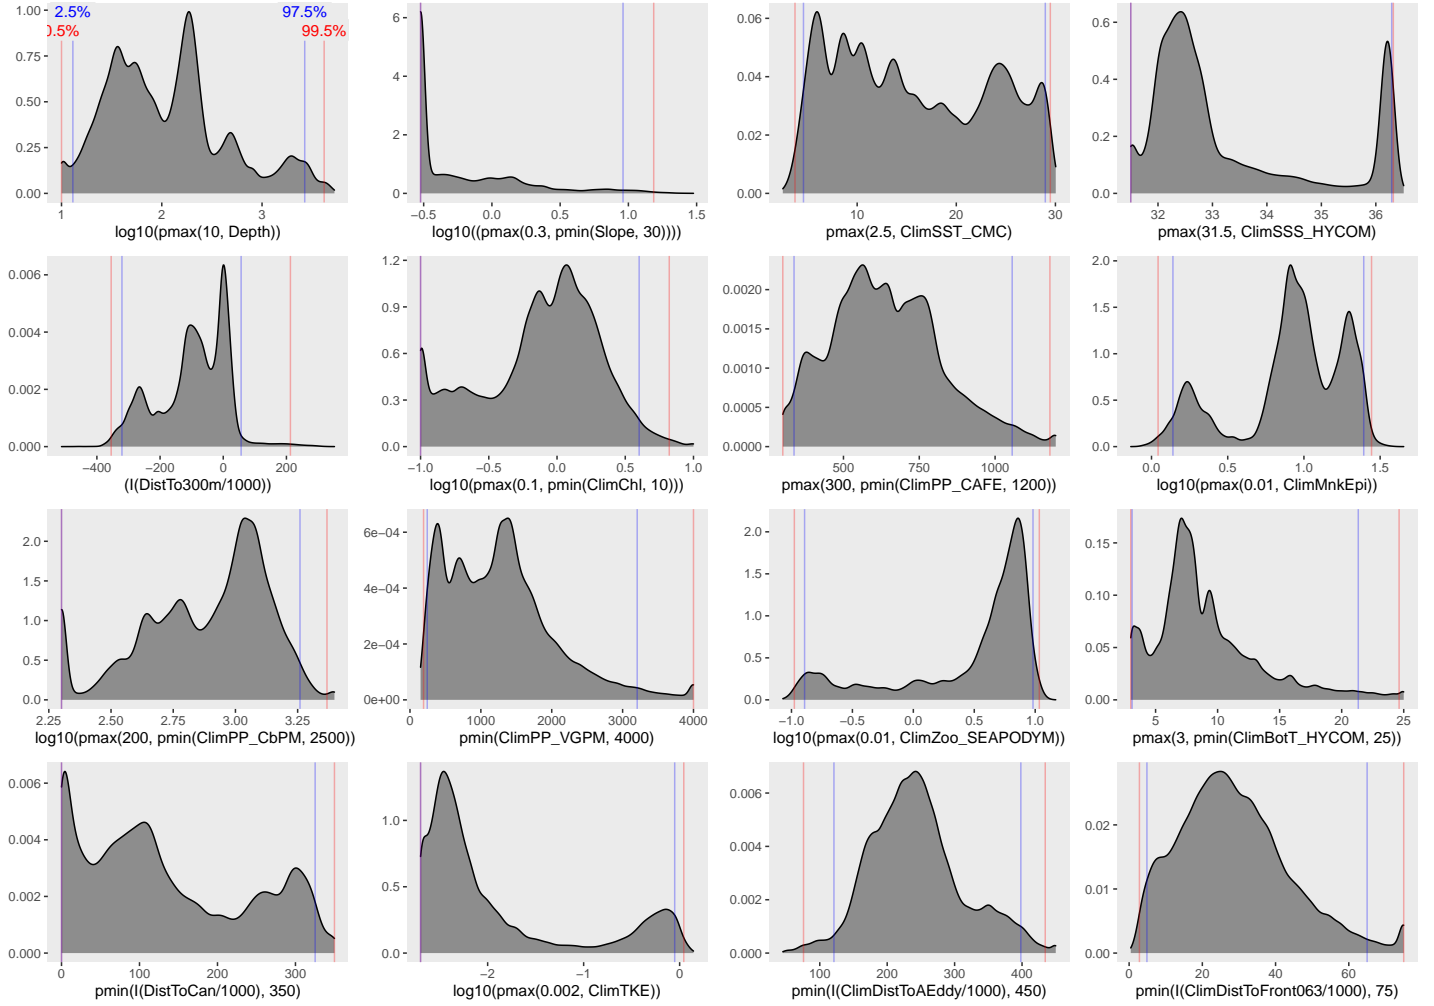 2.5% 97.5%
0.5% 99.5%
1.00
0.75
0.50
0.25
0.00
1 2 3
log10(pmax(10, Depth))
6
4
2
0
−0.5 0.0 0.5 1.0 1.5
log10((pmax(0.3, pmin(Slope, 30))))
0.06
0.04
0.02
0.00
10 20 30
pmax(2.5, ClimSST_CMC)
0.6
0.4
0.2
0.0
32 33 34 35 36
pmax(31.5, ClimSSS_HYCOM)
0.006
0.004
0.002
0.000
−400 −200 0 200
(I(DistTo300m/1000))
1.2
0.9
0.6
0.3
0.0
−1.0 −0.5 0.0 0.5 1.0
log10(pmax(0.1, pmin(ClimChl, 10)))
0.0020
0.0015
0.0010
0.0005
0.0000
500 750 1000
pmax(300, pmin(ClimPP_CAFE, 1200))
2.0
1.5
1.0
0.5
0.0
0.0 0.5 1.0 1.5
log10(pmax(0.01, ClimMnkEpi))
2.0
1.5
1.0
0.5
0.0
2.25 2.50 2.75 3.00 3.25
log10(pmax(200, pmin(ClimPP_CbPM, 2500))
6e−04
4e−04
2e−04
0e+00
0 1000 2000 3000 4000
pmin(ClimPP_VGPM, 4000)
2.0
1.5
1.0
0.5
0.0
−1.0 −0.5 0.0 0.5 1.0
log10(pmax(0.01, ClimZoo_SEAPODYM))
0.15
0.10
0.05
0.00
5 10 15 20 25
pmax(3, pmin(ClimBotT_HYCOM, 25))
0.006
0.004
0.002
0.000
0 100 200 300
pmin(I(DistToCan/1000), 350)
1.0
0.5
0.0
−2 −1 0
log10(pmax(0.002, ClimTKE))
0.006
0.004
0.002
0.000
100 200 300 400
pmin(I(ClimDistToAEddy/1000), 450)
0.02
0.01
0.00
0 20 40 60
pmin(I(ClimDistToFront063/1000), 75)